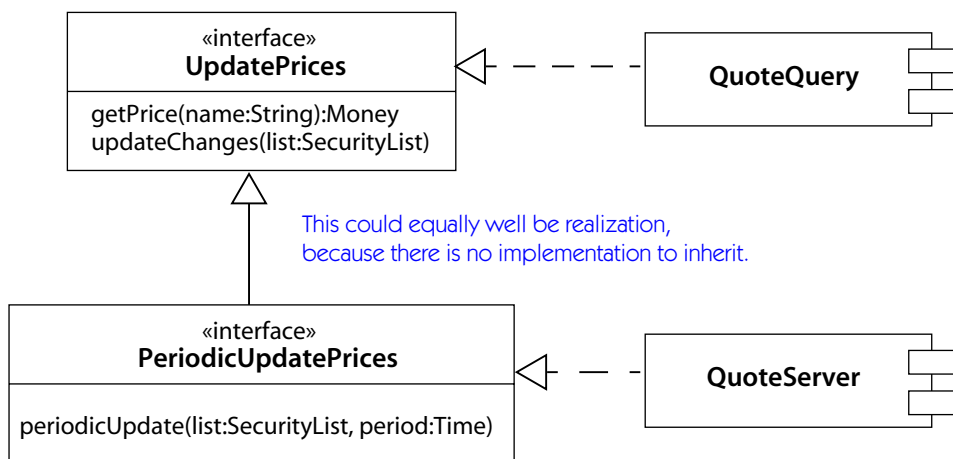 «interface»
UpdatePrices
getPrice(name:String):Money
updateChanges(list:SecurityList)
QuoteQuery
This could equally well be realization,
because there is no implementation to inherit.
«interface»
PeriodicUpdatePrices
periodicUpdate(list:SecurityList, period:Time)
QuoteServer